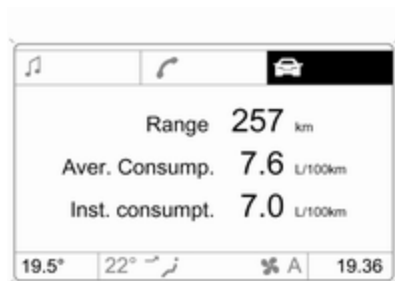 Range 257 km
Aver. Consump. 7.6 L/100km
Inst. consumpt. 7.0 L/100km
19.5° 22° A 19.36